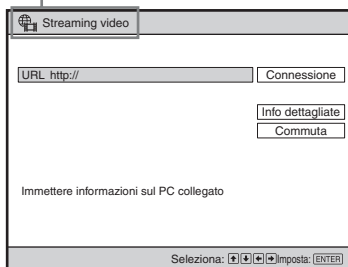 Streaming video
URL http:// Connessione
Info dettagliate
Commuta
Immettere informazioni sul PC collegato
Seleziona: Imposta: ENTER